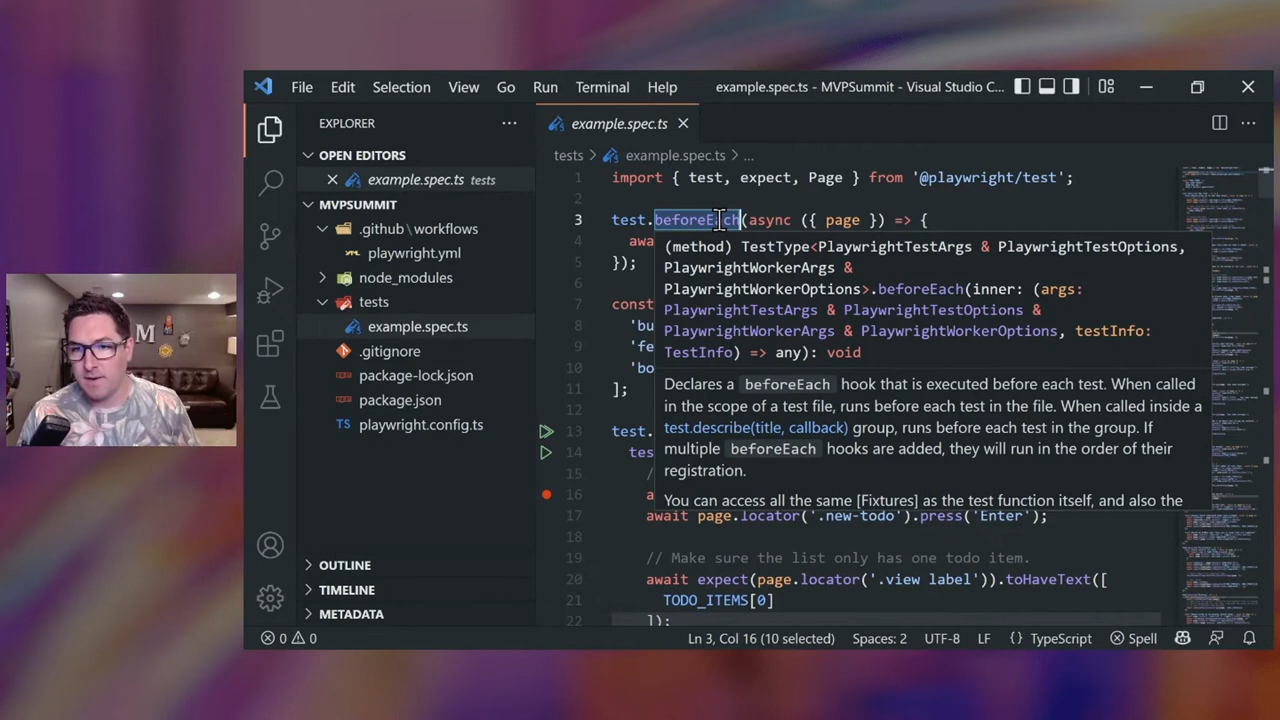 File Edit Selection View Go Run Terminal Help example.spec.ts - MVPSummit - Visual Studio C...
EXPLORER
OPEN EDITORS
example.spec.ts tests
MVPSUMMIT
.github\workflows
playwright.yml
node_modules
tests
example.spec.ts
.gitignore
package-lock.json
package.json
playwright.config.ts
OUTLINE
TIMELINE
METADATA
example.spec.ts
tests > example.spec.ts > ...
1 import { test, expect, Page } from '@playwright/test';
2
3 test.beforeEach(async ({ page }) => {
4 awa
5 });
6
7 const
8 'bu
9 'fe
10 'bo
11 ];
12
13 test.
14 tes
15 //
16 a
17 await page.locator('.new-todo').press('Enter');
18
19 // Make sure the list only has one todo item.
20 await expect(page.locator('.view label')).toHaveText([
21 TODO_ITEMS[0]
22 ]);
(method) TestType<PlaywrightTestArgs & PlaywrightTestOptions,
PlaywrightWorkerArgs &
PlaywrightWorkerOptions>.beforeEach(inner: (args:
PlaywrightTestArgs & PlaywrightTestOptions &
PlaywrightWorkerArgs & PlaywrightWorkerOptions, testInfo:
TestInfo) => any): void
Declares a beforeEach hook that is executed before each test. When called
in the scope of a test file, runs before each test in the file. When called inside a
test.describe(title, callback) group, runs before each test in the group. If
multiple beforeEach hooks are added, they will run in the order of their
registration.
You can access all the same [Fixtures] as the test function itself, and also the
0 0 Ln 3, Col 16 (10 selected) Spaces: 2 UTF-8 LF {} TypeScript Spell
M